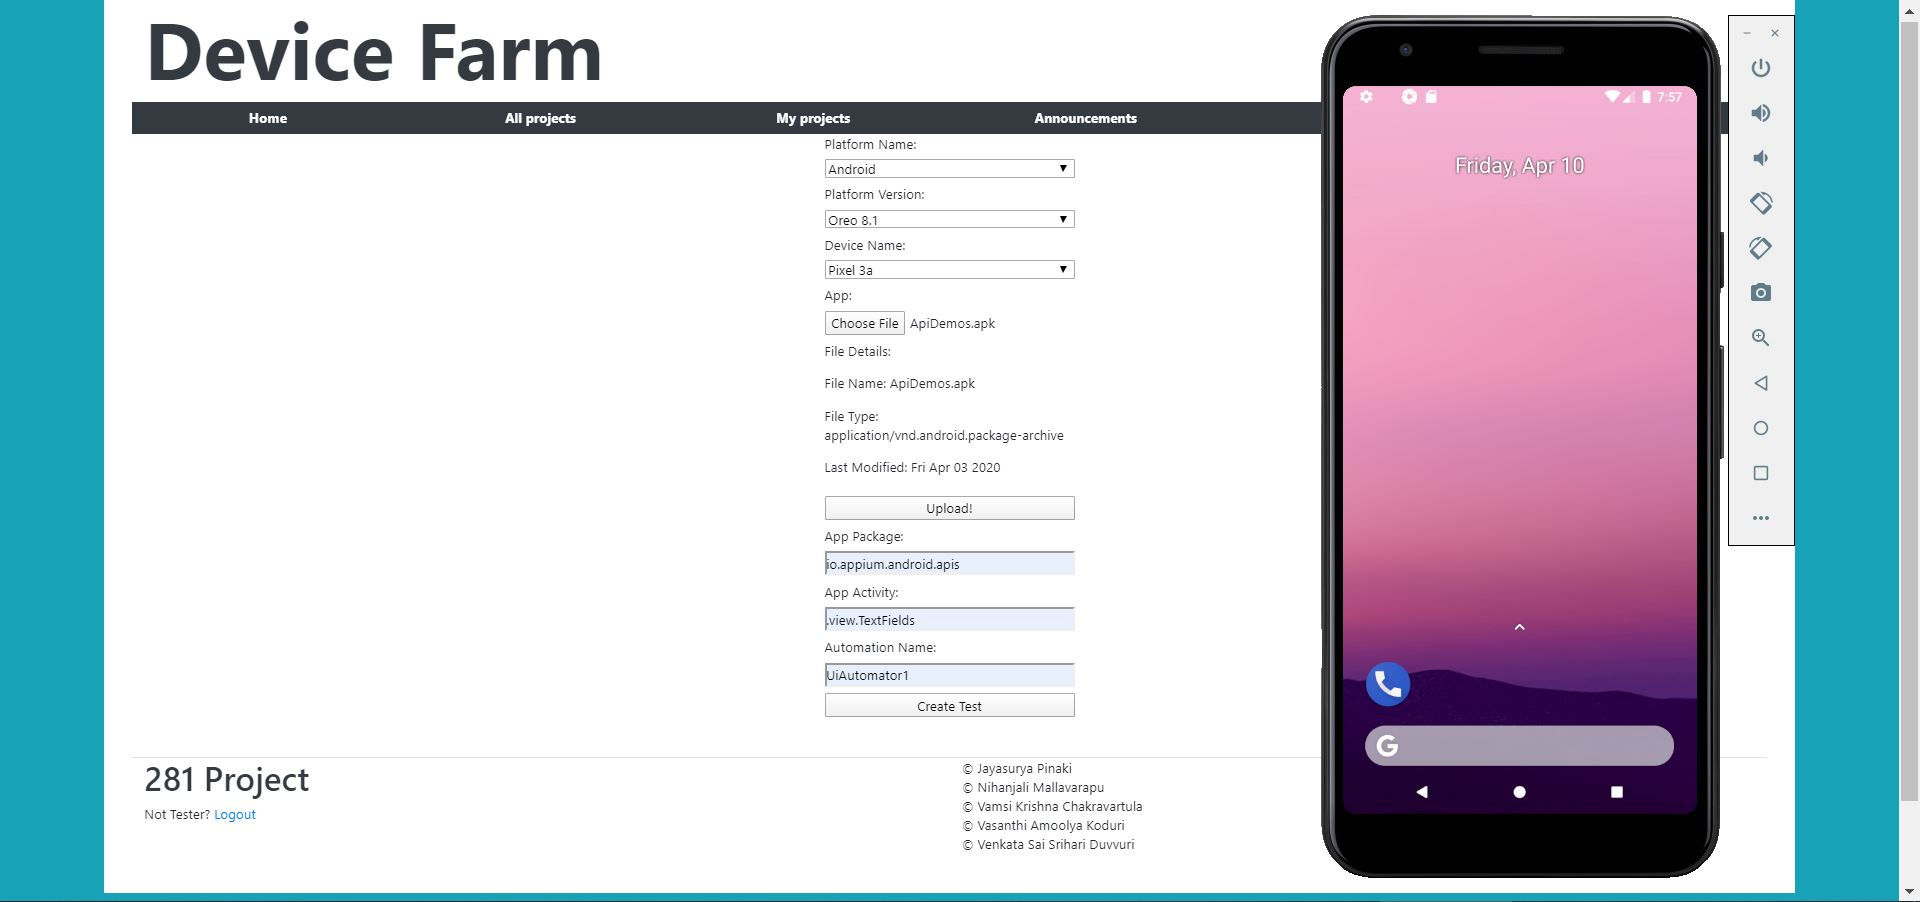 Device Farm
Home All projects My projects Announcements
Platform Name:
Android
Platform Version:
Oreo 8.1
Device Name:
Pixel 3a
App:
Choose File ApiDemos.apk
File Details:
File Name: ApiDemos.apk
File Type:
application/vnd.android.package-archive
Last Modified: Fri Apr 03 2020
Upload!
App Package:
io.appium.android.apis
App Activity:
.view.TextFields
Automation Name:
UiAutomator1
Create Test
281 Project
Not Tester? Logout
© Jayasurya Pinaki
© Nihanjali Mallavarapu
© Vamsi Krishna Chakravartula
© Vasanthi Amoolya Koduri
© Venkata Sai Srihari Duvvuri
7:57
Friday, Apr 10
G